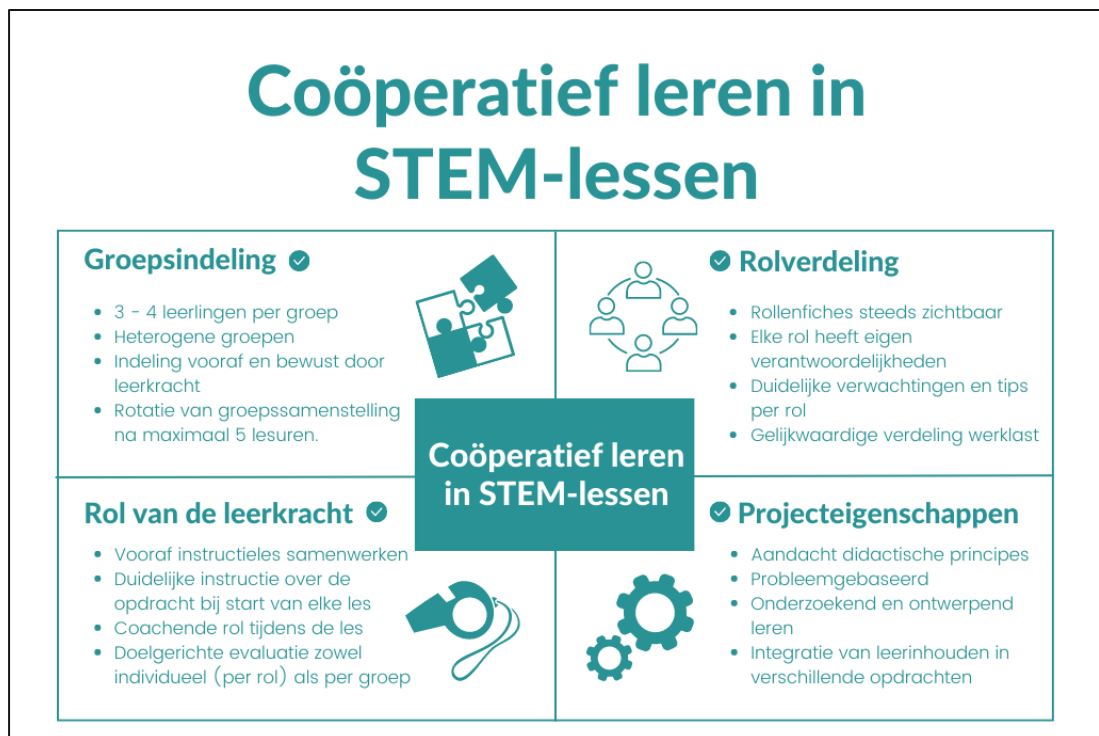 Coöperatief leren in
STEM-lessen
Groepsindeling
• 3 - 4 leerlingen per groep
• Heterogene groepen
• Indeling vooraf en bewust door
leerkracht
• Rotatie van groepssamenstelling
na maximaal 5 lesuren.
Rolverdeling
• Rollenfiches steeds zichtbaar
• Elke rol heeft eigen
verantwoordelijkheden
• Duidelijke verwachtingen en tips
per rol
• Gelijkwaardige verdeling werklast
Coöperatief leren
in STEM-lessen
Rol van de leerkracht
• Vooraf instructieles samenwerken
• Duidelijke instructie over de
opdracht bij start van elke les
• Coachende rol tijdens de les
• Doelgerichte evaluatie zowel
individueel (per rol) als per groep
Projecteigenschappen
• Aandacht didactische principes
• Probleemgebaseerd
• Onderzoekend en ontwerpend
leren
• Integratie van leerinhouden in
verschillende opdrachten